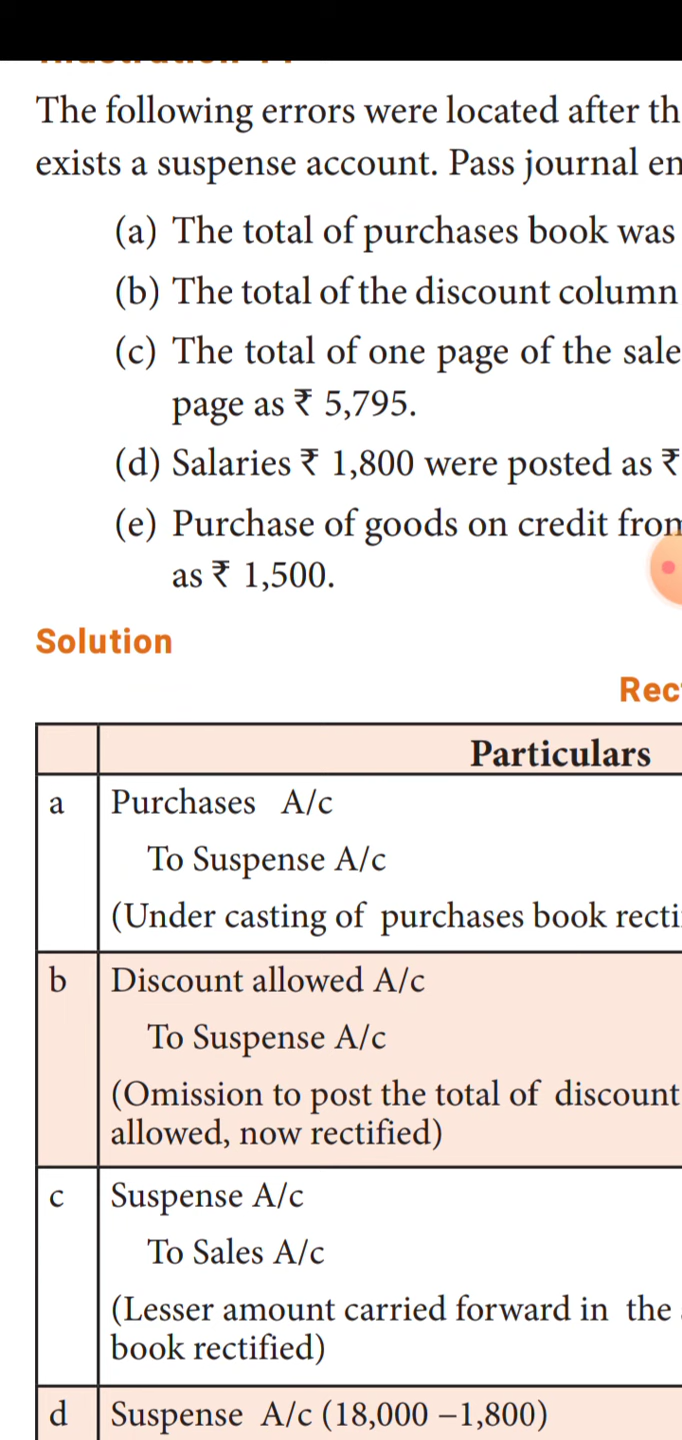 The following errors were located after th
exists a suspense account. Pass journal en
(a) The total of purchases book was
(b) The total of the discount column
(c) The total of one page of the sale
page as ₹ 5,795.
(d) Salaries ₹ 1,800 were posted as ₹
(e) Purchase of goods on credit from
as ₹ 1,500.
Solution
Rec
Particulars
a Purchases A/c
To Suspense A/c
(Under casting of purchases book recti
b Discount allowed A/c
To Suspense A/c
(Omission to post the total of discount
allowed, now rectified)
c Suspense A/c
To Sales A/c
(Lesser amount carried forward in the
book rectified)
d Suspense A/c (18,000 –1,800)